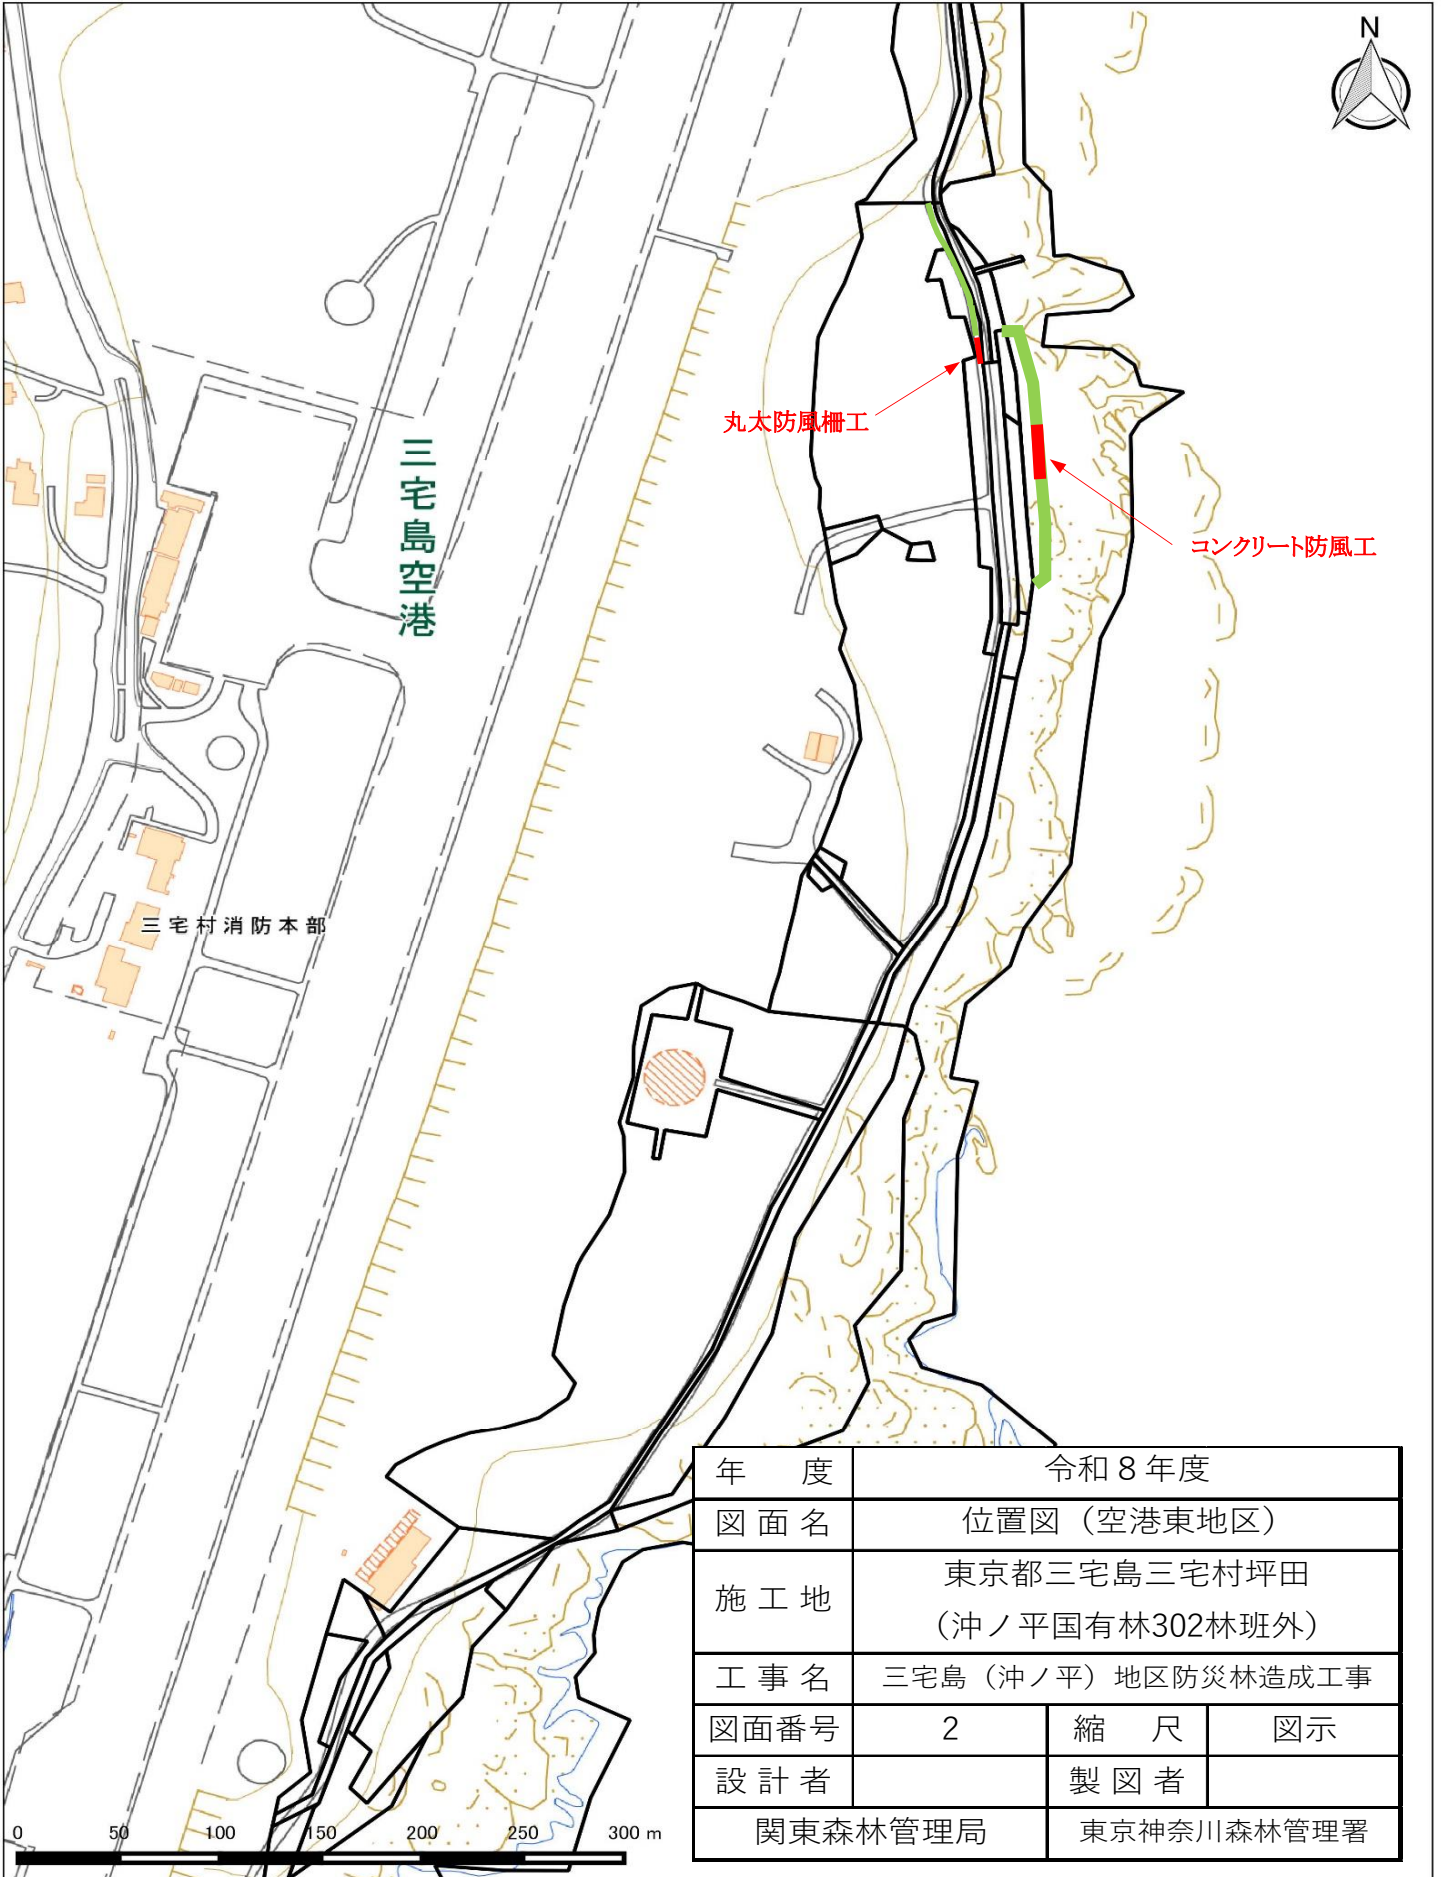 N
丸太防風柵工
三宅島空港
コンクリート防風工
三宅村消防本部
年 度 令和８年度
図面名 位置図（空港東地区）
施工地 東京都三宅島三宅村坪田
（沖ノ平国有林302林班外）
工事名 三宅島（沖ノ平）地区防災林造成工事
図面番号 2 縮 尺 図示
設計者 製図者
関東森林管理局 東京神奈川森林管理署
0 50 100 150 200 250 300 m